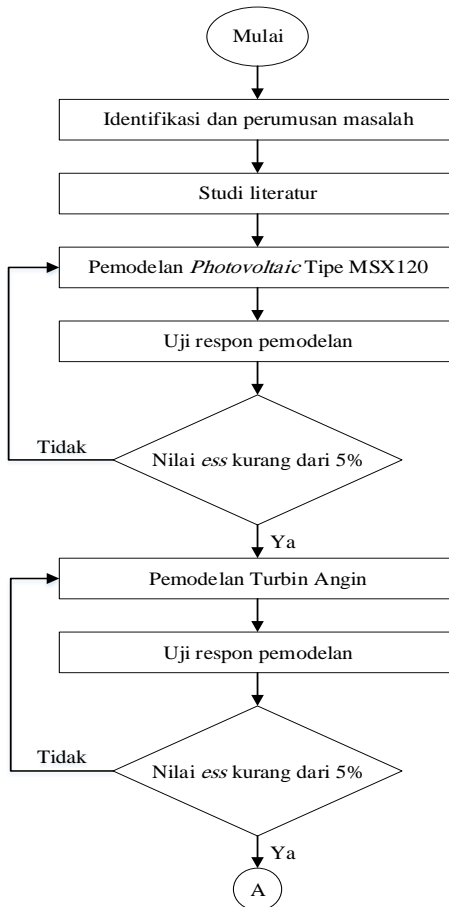 Mulai
Identifikasi dan perumusan masalah
Studi literatur
Pemodelan Photovoltaic Tipe MSX120
Uji respon pemodelan
Tidak
Nilai ess kurang dari 5%
Ya
Pemodelan Turbin Angin
Uji respon pemodelan
Tidak
Nilai ess kurang dari 5%
Ya
A